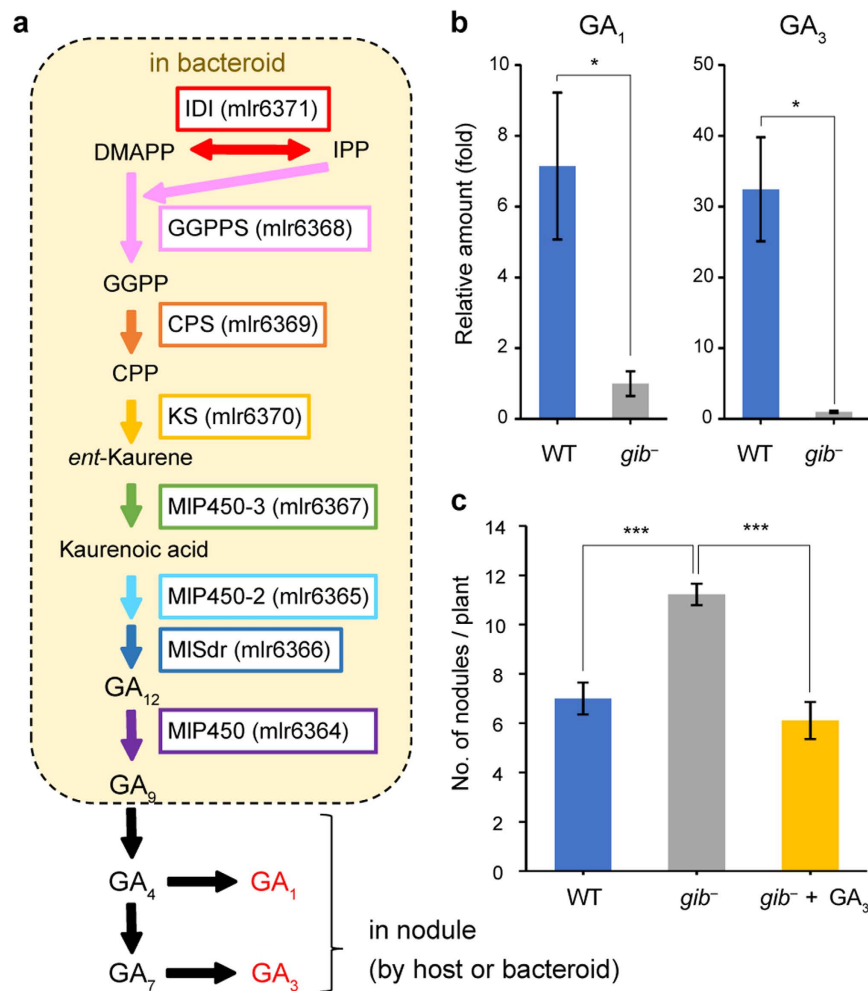 a
in bacteroid
IDI (mlr6371)
DMAPP
IPP
GGPPS (mlr6368)
GGPP
CPS (mlr6369)
CPP
KS (mlr6370)
ent-Kaurene
MIP450-3 (mlr6367)
Kaurenoic acid
MIP450-2 (mlr6365)
MISdr (mlr6366)
GA₁₂
MIP450 (mlr6364)
GA₉
GA₄
GA₁
GA₇
GA₃
in nodule
(by host or bacteroid)
b
GA₁
GA₃
Relative amount (fold)
10
8
6
4
2
0
*
WT
gib⁻
50
40
30
20
10
0
*
WT
gib⁻
c
No. of nodules / plant
14
12
10
8
6
4
2
0
***
***
WT
gib⁻
gib⁻ + GA₃